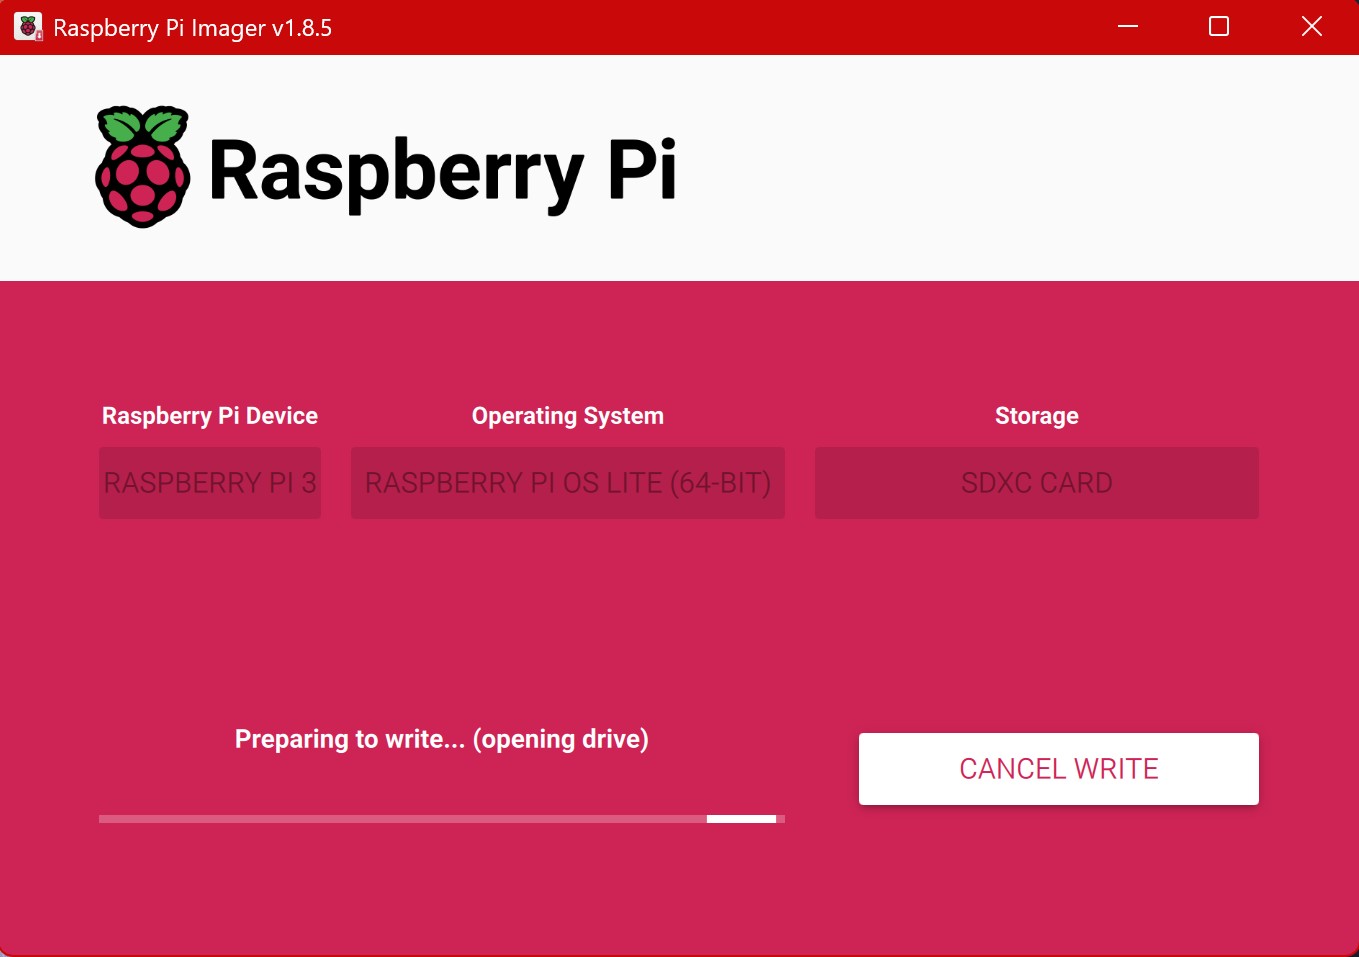 Raspberry Pi Imager v1.8.5
Raspberry Pi
Raspberry Pi Device
Operating System
Storage
RASPBERRY PI 3
RASPBERRY PI OS LITE (64-BIT)
SDXC CARD
Preparing to write... (opening drive)
CANCEL WRITE